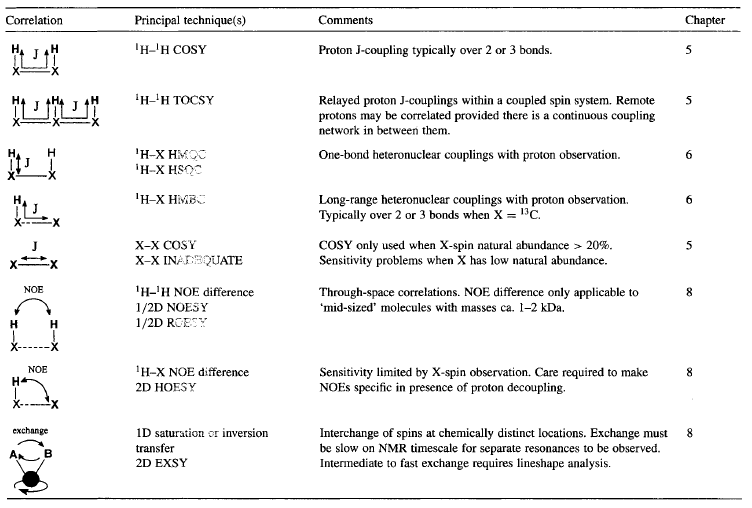 Correlation Principal technique(s) Comments Chapter
H J H
X X
¹H–¹H COSY Proton J-coupling typically over 2 or 3 bonds. 5
H J H J H
X X X
¹H–¹H TOCSY Relayed proton J-couplings within a coupled spin system. Remote 5
protons may be correlated provided there is a continuous coupling
network in between them.
H J H
X X
¹H–X HMQC One-bond heteronuclear couplings with proton observation. 6
¹H–X HSQC
H J
X X
¹H–X HMBC Long-range heteronuclear couplings with proton observation. 6
Typically over 2 or 3 bonds when X = ¹³C.
J
X X
X–X COSY COSY only used when X-spin natural abundance > 20%. 5
X–X INADEQUATE Sensitivity problems when X has low natural abundance.
NOE
H H
X X
¹H–¹H NOE difference Through-space correlations. NOE difference only applicable to 8
1/2D NOESY 'mid-sized' molecules with masses ca. 1–2 kDa.
1/2D ROESY
NOE
H
X X
¹H–X NOE difference Sensitivity limited by X-spin observation. Care required to make 8
2D HOESY NOEs specific in presence of proton decoupling.
exchange
A B
1D saturation or inversion Interchange of spins at chemically distinct locations. Exchange must 8
transfer be slow on NMR timescale for separate resonances to be observed.
2D EXSY Intermediate to fast exchange requires lineshape analysis.